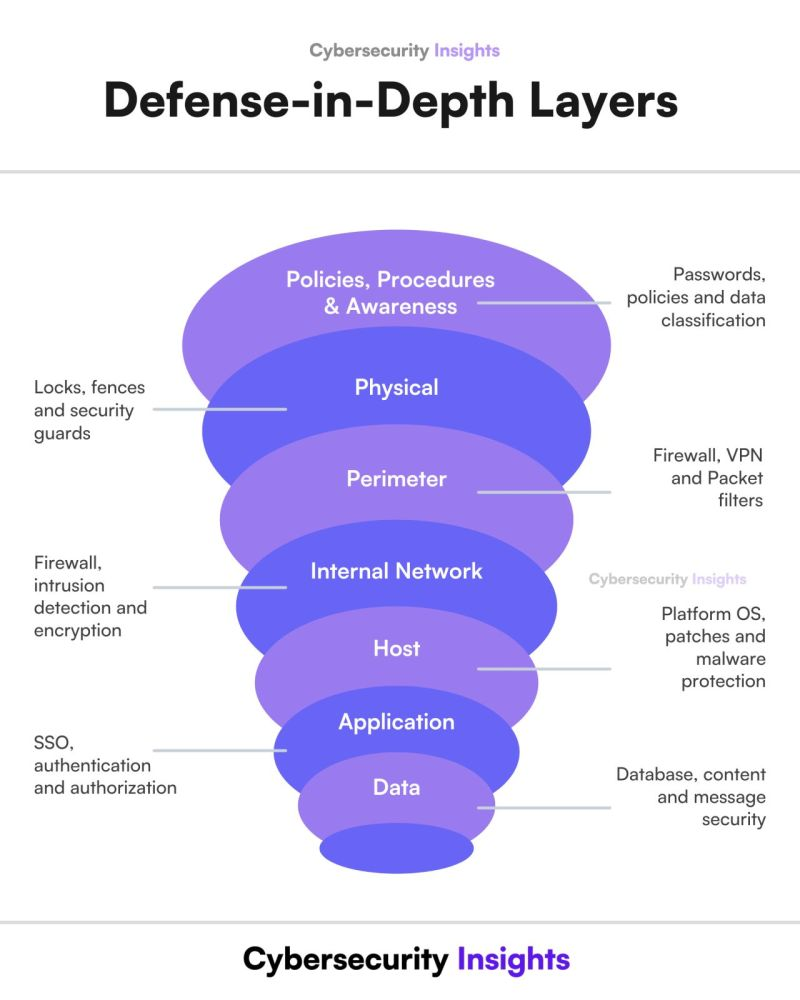 Cybersecurity Insights
Defense-in-Depth Layers
Policies, Procedures
& Awareness
Passwords,
policies and data
classification
Physical
Locks, fences
and security
guards
Perimeter
Firewall, VPN
and Packet
filters
Internal Network
Firewall,
intrusion
detection and
encryption
Cybersecurity Insights
Host
Platform OS,
patches and
malware
protection
Application
SSO,
authentication
and authorization
Data
Database, content
and message
security
Cybersecurity Insights